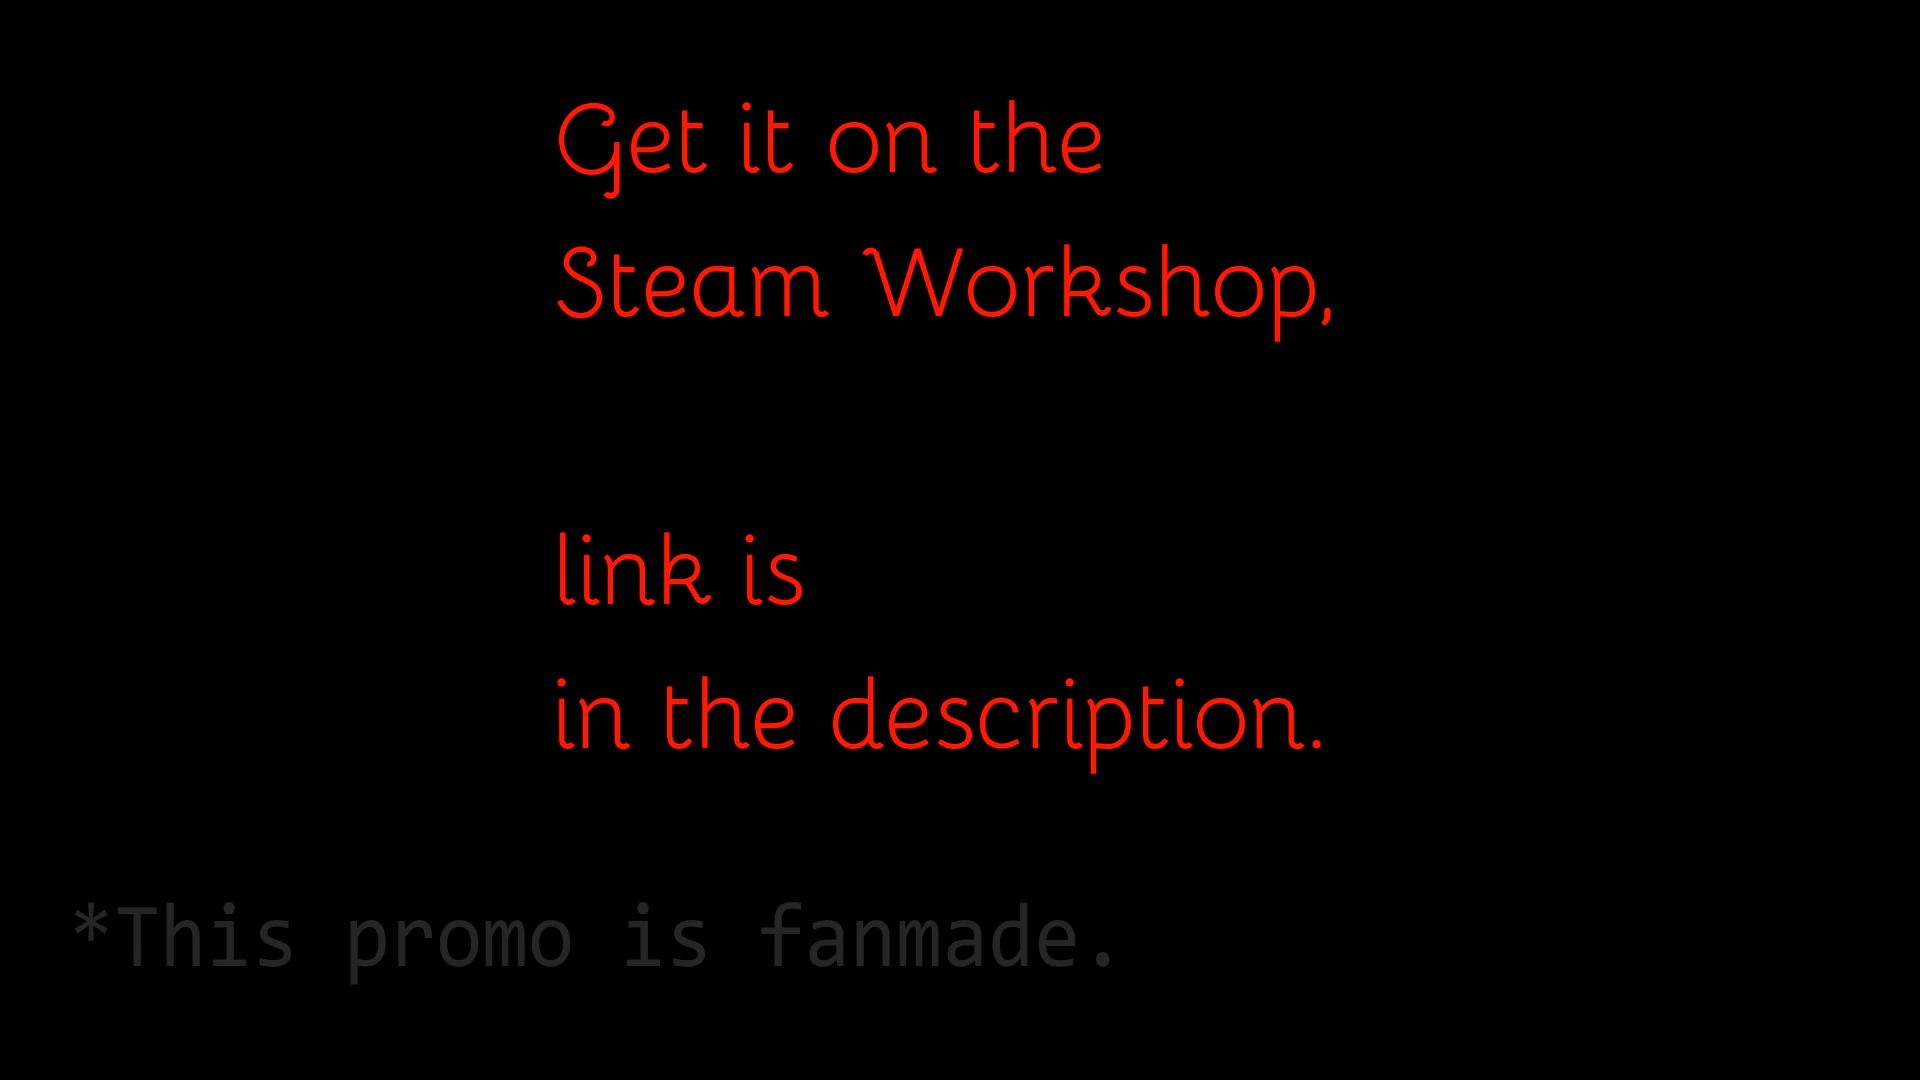 Get it on the
Steam Workshop,
link is
in the description.
*This promo is fanmade.